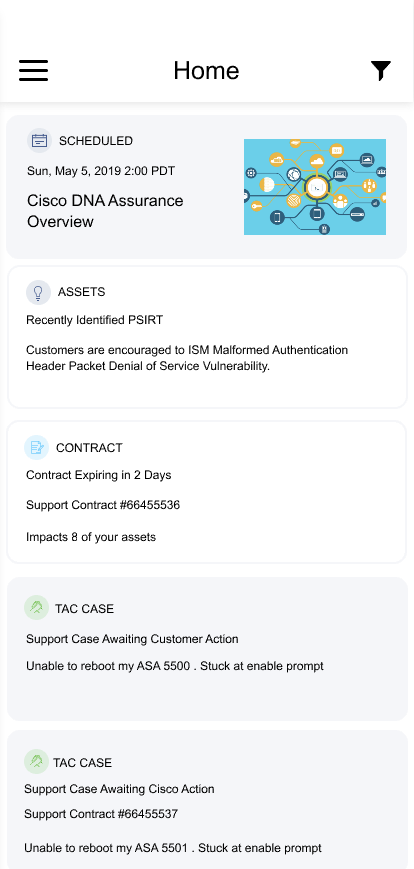 Home
SCHEDULED
Sun, May 5, 2019 2:00 PDT
Cisco DNA Assurance
Overview
ASSETS
Recently Identified PSIRT
Customers are encouraged to ISM Malformed Authentication
Header Packet Denial of Service Vulnerability.
CONTRACT
Contract Expiring in 2 Days
Support Contract #66455536
Impacts 8 of your assets
TAC CASE
Support Case Awaiting Customer Action
Unable to reboot my ASA 5500 . Stuck at enable prompt
TAC CASE
Support Case Awaiting Cisco Action
Support Contract #66455537
Unable to reboot my ASA 5501 . Stuck at enable prompt